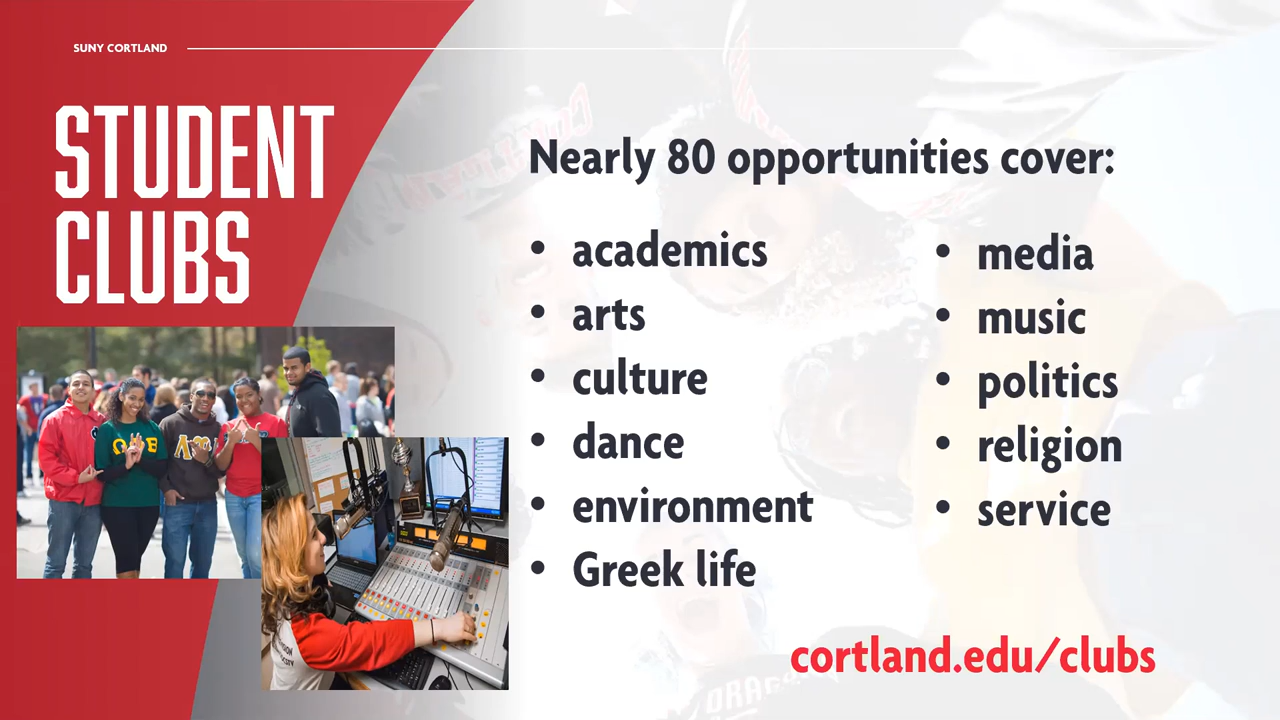 SUNY CORTLAND
STUDENT
CLUBS
Nearly 80 opportunities cover:
• academics
• arts
• culture
• dance
• environment
• Greek life
• media
• music
• politics
• religion
• service
cortland.edu/clubs